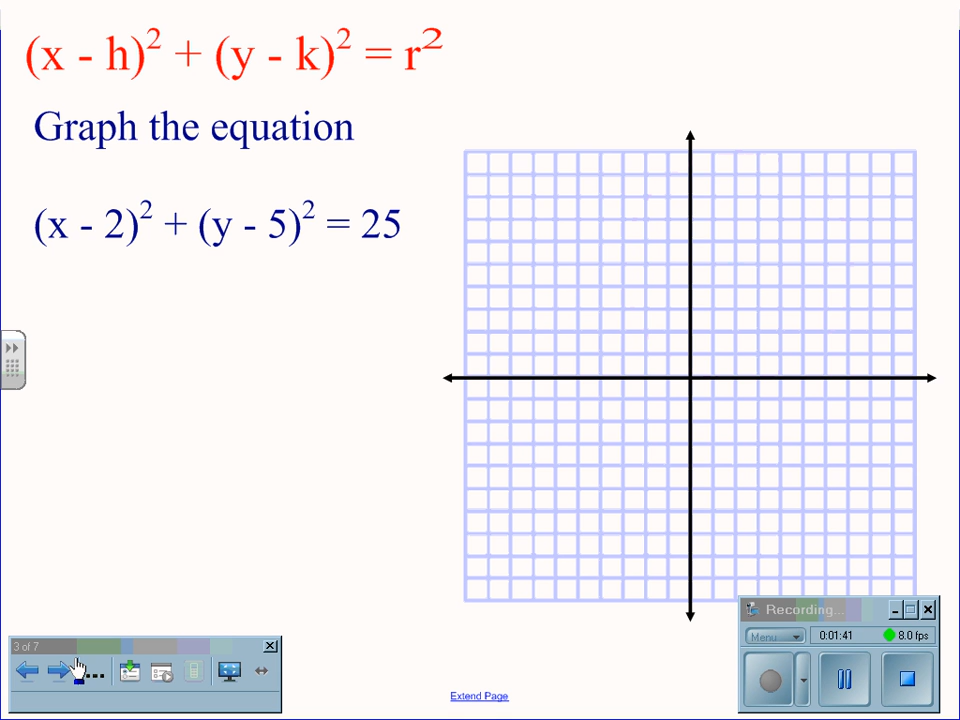 (x - h)² + (y - k)² = r²
Graph the equation
(x - 2)² + (y - 5)² = 25
Recording...
Menu
0:01:41
8.0 fps
3 of 7
Extend Page